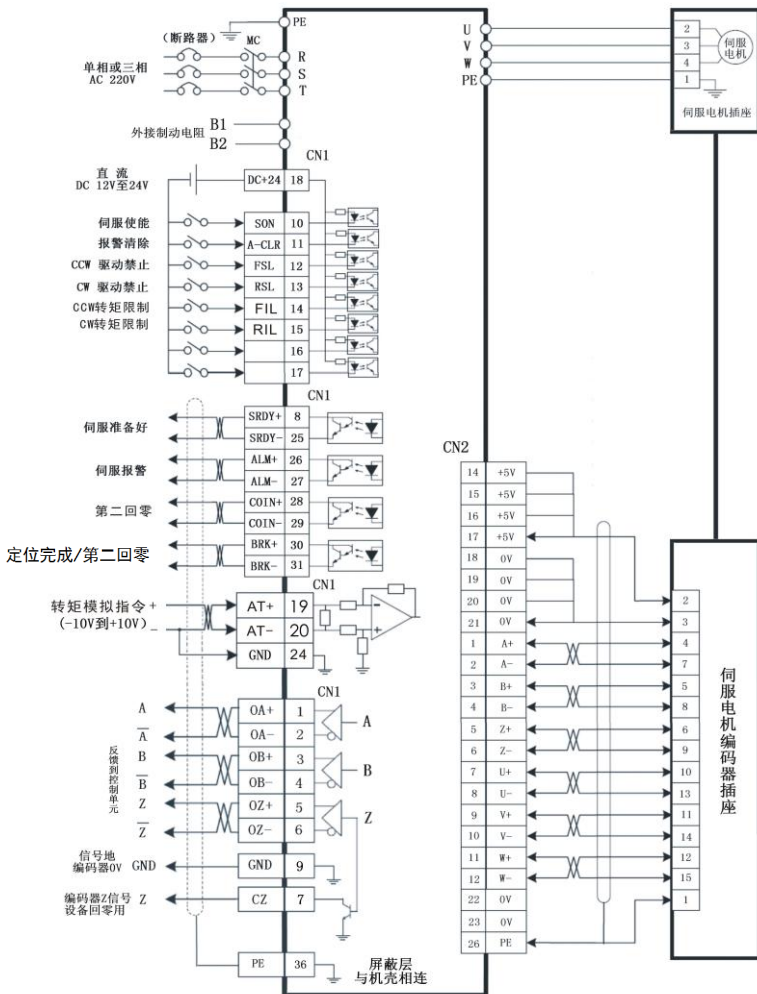 PE
(断路器) MC
单相或三相
AC 220V
R
S
T
外接制动电阻
B1
B2
U
V
W
PE
2
3
4
1
伺服
电机
伺服电机插座
CN1
直 流
DC 12V至24V
DC+24 18
伺服使能 SON 10
报警清除 A-CLR 11
CCW 驱动禁止 FSL 12
CW 驱动禁止 RSL 13
CCW转矩限制 FIL 14
CW转矩限制 RIL 15
16
17
CN1
伺服准备好
SRDY+ 8
SRDY- 25
伺服报警
ALM+ 26
ALM- 27
第二回零
COIN+ 28
COIN- 29
定位完成/第二回零
BRK+ 30
BRK- 31
CN1
转矩模拟指令 +
(-10V到+10V) -
AT+ 19
AT- 20
GND 24
- 
+
CN1
A OA+ 1
A OA- 2
A
B OB+ 3
B OB- 4
B
Z OZ+ 5
Z OZ- 6
Z
反馈到控制单元
信号地
编码器0V GND
GND 9
编码器Z信号
设备回零用 Z
CZ 7
PE 36
屏蔽层
与机壳相连
CN2
14 +5V
15 +5V
16 +5V
17 +5V
18 0V
19 0V
20 0V
21 0V
1 A+
2 A-
3 B+
4 B-
5 Z+
6 Z-
7 U+
8 U-
9 V+
10 V-
11 W+
12 W-
22 0V
23 0V
26 PE
2
3
4
7
5
8
6
9
10
13
11
14
12
15
1
伺服电机编码器插座